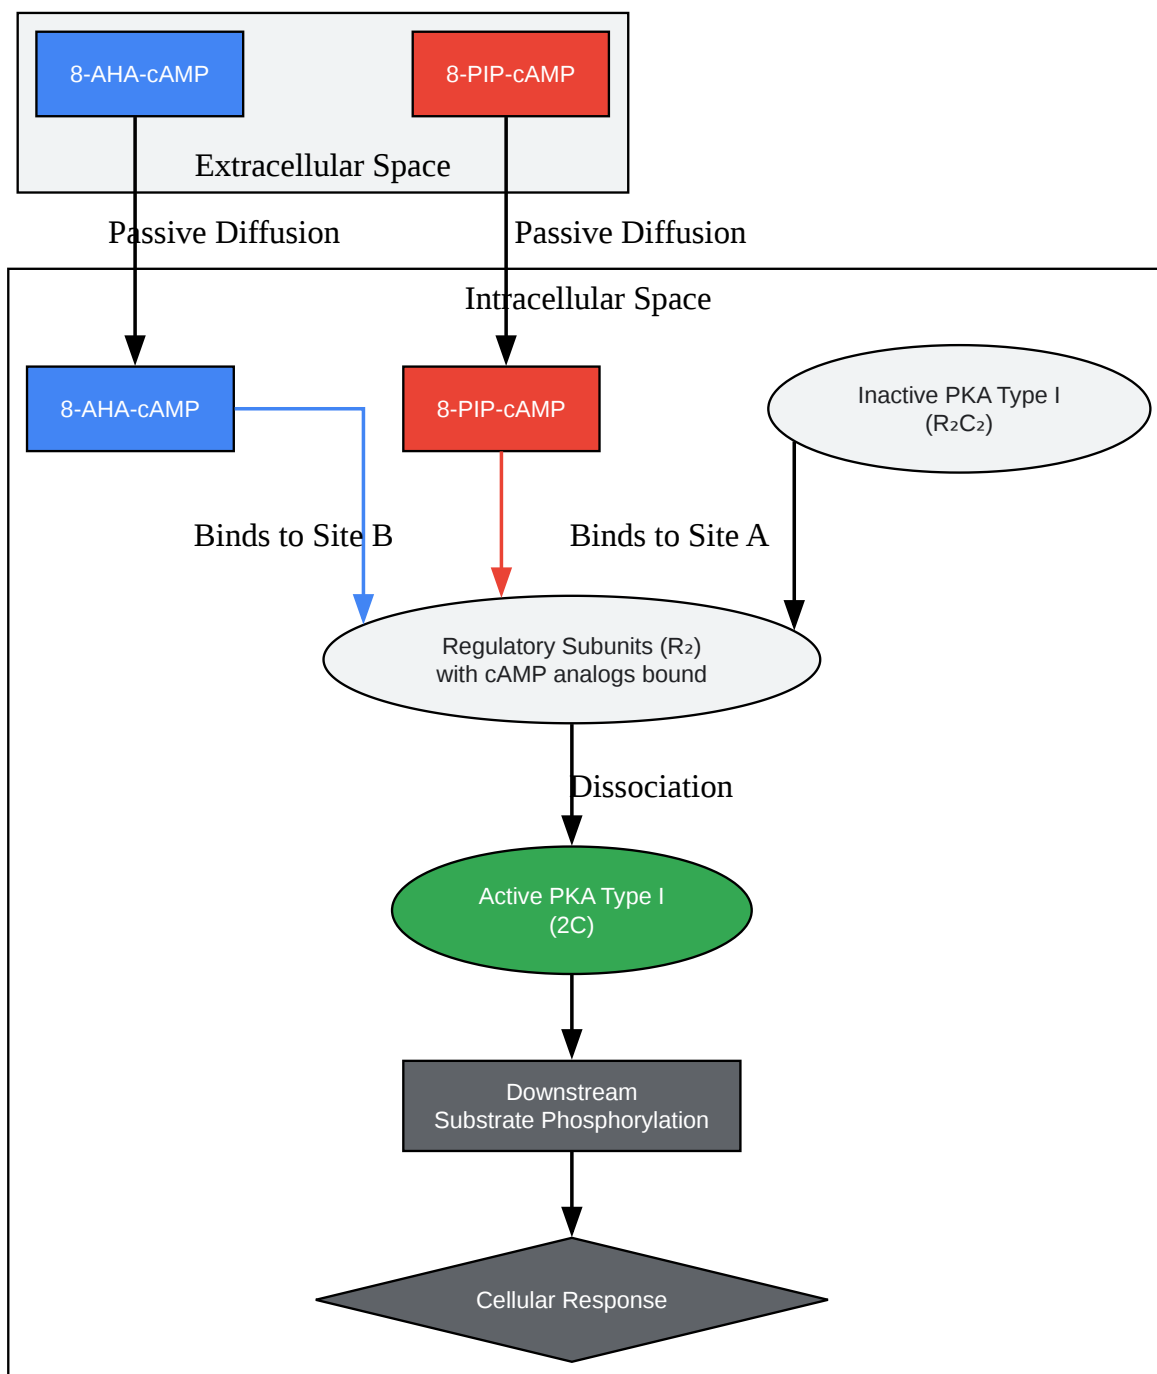 8-AHA-cAMP
8-PIP-cAMP
Extracellular Space
Passive Diffusion
Passive Diffusion
Intracellular Space
8-AHA-cAMP
8-PIP-cAMP
Inactive PKA Type I
(R₂C₂)
Binds to Site B
Binds to Site A
Regulatory Subunits (R₂)
with cAMP analogs bound
Dissociation
Active PKA Type I
(2C)
Downstream
Substrate Phosphorylation
Cellular Response